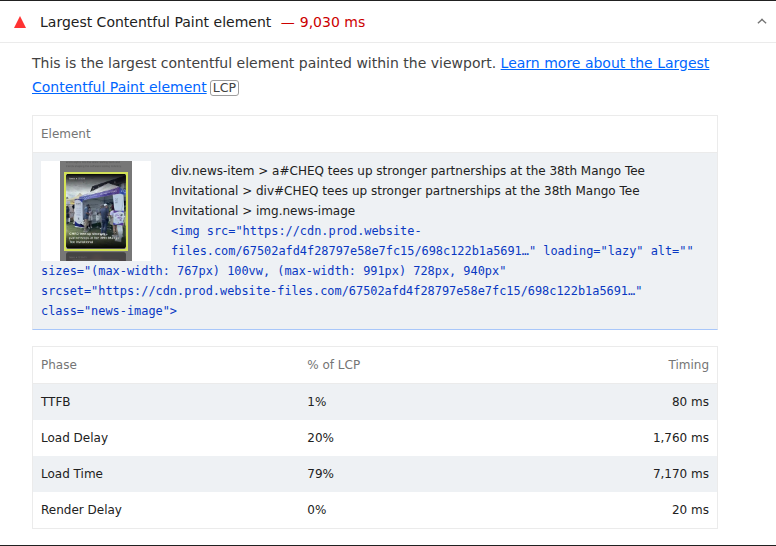 Largest Contentful Paint element — 9,030 ms
This is the largest contentful element painted within the viewport. Learn more about the Largest
Contentful Paint element LCP
Element
div.news-item > a#CHEQ tees up stronger partnerships at the 38th Mango Tee
Invitational > div#CHEQ tees up stronger partnerships at the 38th Mango Tee
Invitational > img.news-image
<img src="https://cdn.prod.website-
files.com/67502afd4f28797e58e7fc15/698c122b1a5691…" loading="lazy" alt=""
sizes="(max-width: 767px) 100vw, (max-width: 991px) 728px, 940px"
srcset="https://cdn.prod.website-files.com/67502afd4f28797e58e7fc15/698c122b1a5691…"
class="news-image">
Phase % of LCP Timing
TTFB 1% 80 ms
Load Delay 20% 1,760 ms
Load Time 79% 7,170 ms
Render Delay 0% 20 ms